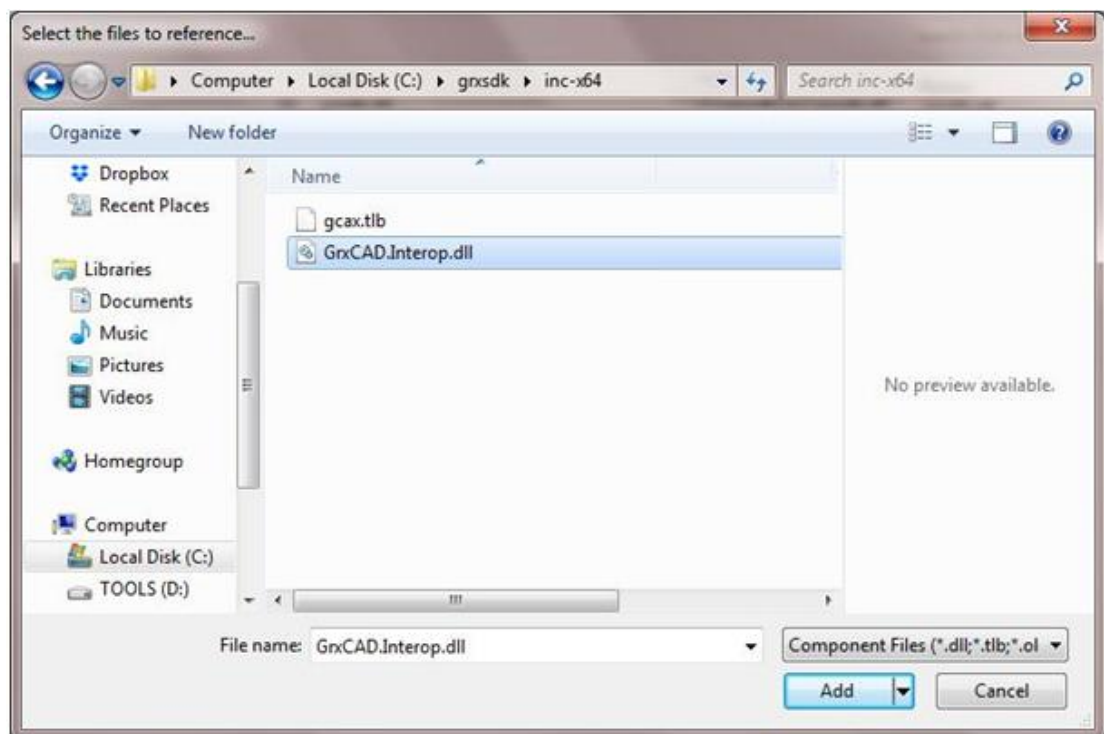 Select the files to reference...
Computer ▸ Local Disk (C:) ▸ grxsdk ▸ inc-x64
Search inc-x64
Organize New folder
Name
Dropbox
Recent Places
Libraries
Documents
Music
Pictures
Videos
Homegroup
Computer
Local Disk (C:)
TOOLS (D:)
gcax.tlb
GrxCAD.Interop.dll
No preview available.
File name: GrxCAD.Interop.dll
Component Files (*.dll;*.tlb;*.ol
Add
Cancel